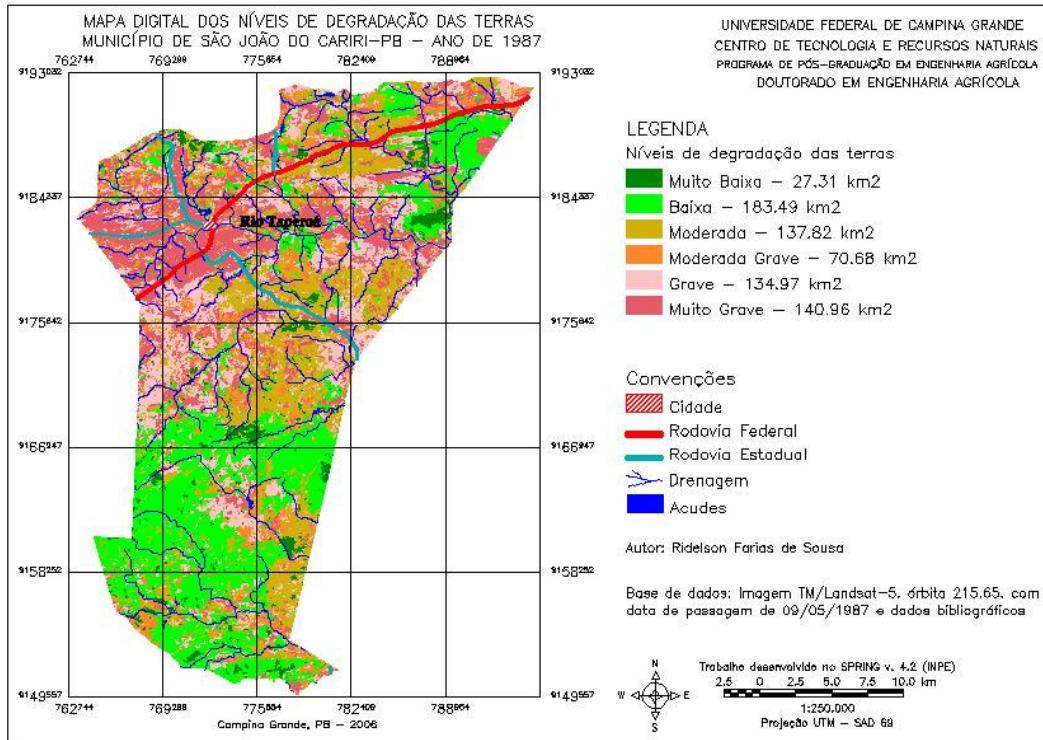 MAPA DIGITAL DOS NÍVEIS DE DEGRADAÇÃO DAS TERRAS
MUNICÍPIO DE SÃO JOÃO DO CARIRI-PB - ANO DE 1987
762744 769299 775854 782409 788964
9193032
9184337
9175642
9166947
9158252
9149557
9193032
9184337
9175642
9166947
9158252
9149557
Rio Taperoá
762744 769299 775854 782409 788964
Campina Grande, PB - 2006
UNIVERSIDADE FEDERAL DE CAMPINA GRANDE
CENTRO DE TECNOLOGIA E RECURSOS NATURAIS
PROGRAMA DE PÓS-GRADUAÇÃO EM ENGENHARIA AGRÍCOLA
DOUTORADO EM ENGENHARIA AGRÍCOLA
LEGENDA
Níveis de degradação das terras
Muito Baixa - 27.31 km2
Baixa - 183.49 km2
Moderada - 137.82 km2
Moderada Grave - 70.68 km2
Grave - 134.97 km2
Muito Grave - 140.96 km2
Convenções
Cidade
Rodovia Federal
Rodovia Estadual
Drenagem
Acudes
Autor: Ridelson Farias de Sousa
Base de dados: Imagem TM/Landsat-5, órbita 215.65, com
data de passagem de 09/05/1987 e dados bibliográficos
N
W E
S
Trabalho desenvolvido no SPRING v. 4.2 (INPE)
2.5 0 2.5 5.0 7.5 10.0 km
1:250.000
Projeção UTM - SAD 69